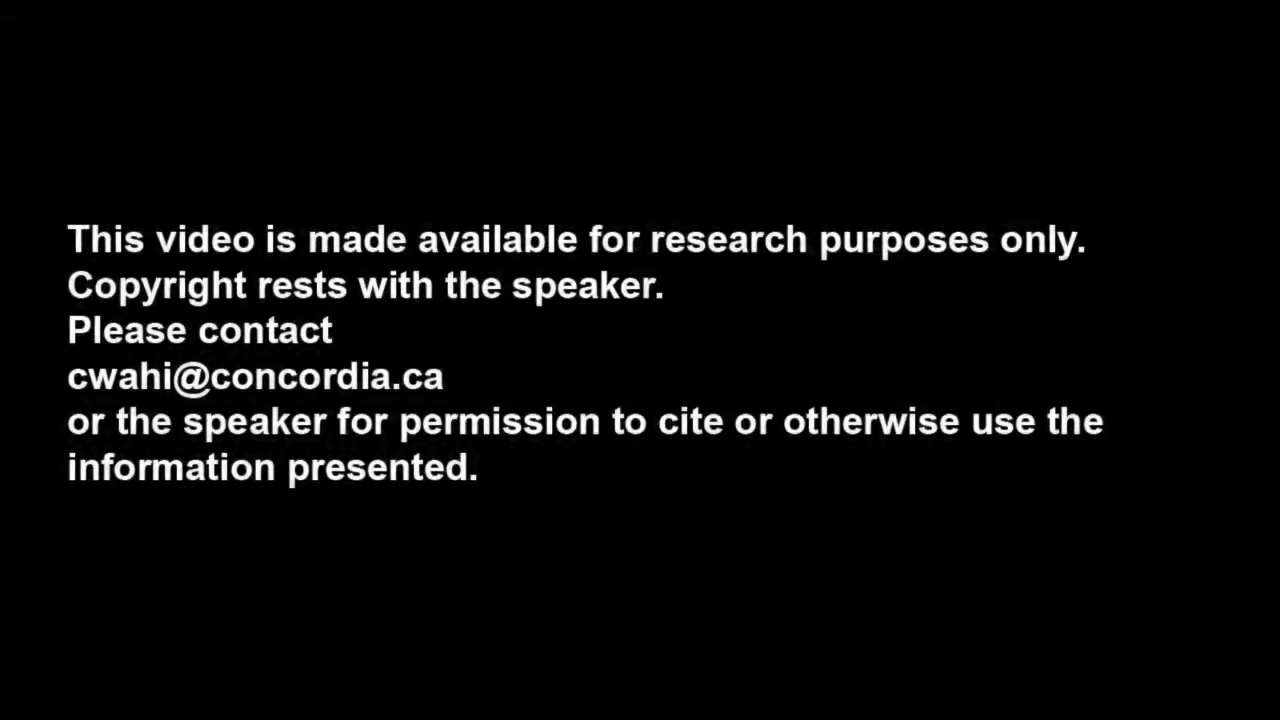 This video is made available for research purposes only.
Copyright rests with the speaker.
Please contact
cwahi@concordia.ca
or the speaker for permission to cite or otherwise use the
information presented.